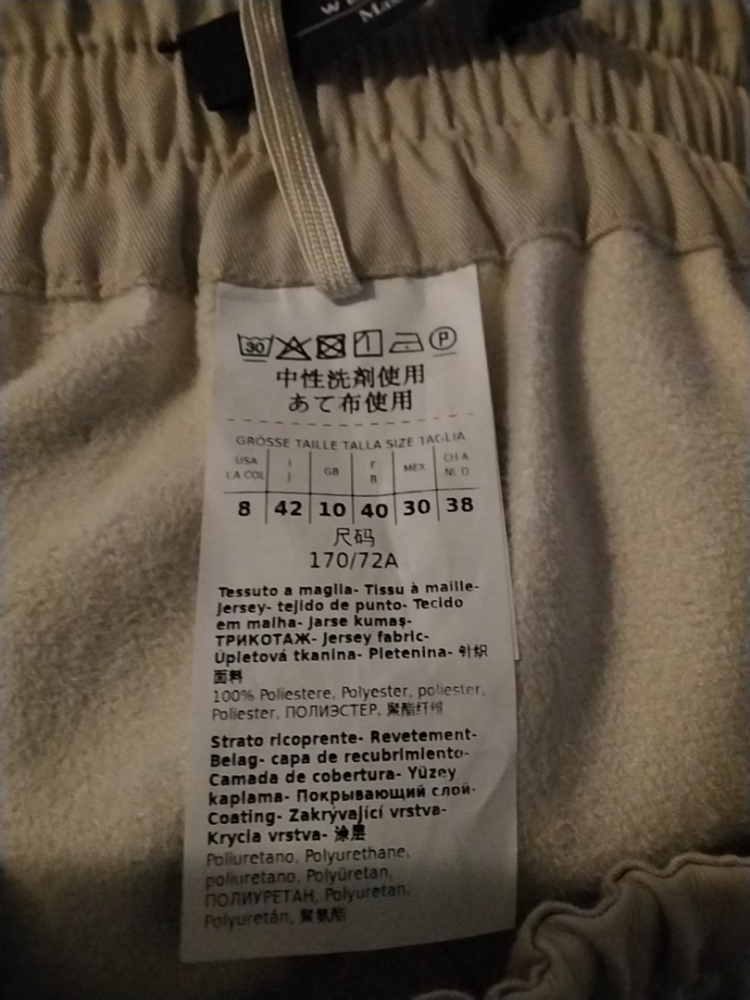 30 P
中性洗剤使用
あて布使用
GRÖSSE TAILLE TALLA SIZE TAGLIA
USA I GB F MEX CH A
CA COL J B NL D
8 42 10 40 30 38
尺码
170/72A
Tessuto a maglia- Tissu à maille-
Jersey- tejido de punto- Tecido
em malha- Jarse kumaş-
ТРИКОТАЖ- Jersey fabric-
Úpletová tkanina- Pletenina- 针织
面料
100% Poliestere, Polyester, poliester,
Poliester, ПОЛИЭСТЕР, 聚酯纤维
Strato ricoprente- Revetement-
Belag- capa de recubrimiento-
Camada de cobertura- Yüzey
kaplama- Покрывающий слой-
Coating- Zakrývající vrstva-
Krycia vrstva- 涂层
Poliuretano, Polyurethane,
poliuretano, Polyüretan,
ПОЛИУРЕТАН, Polyuretan,
Polyuretán, 聚氨酯